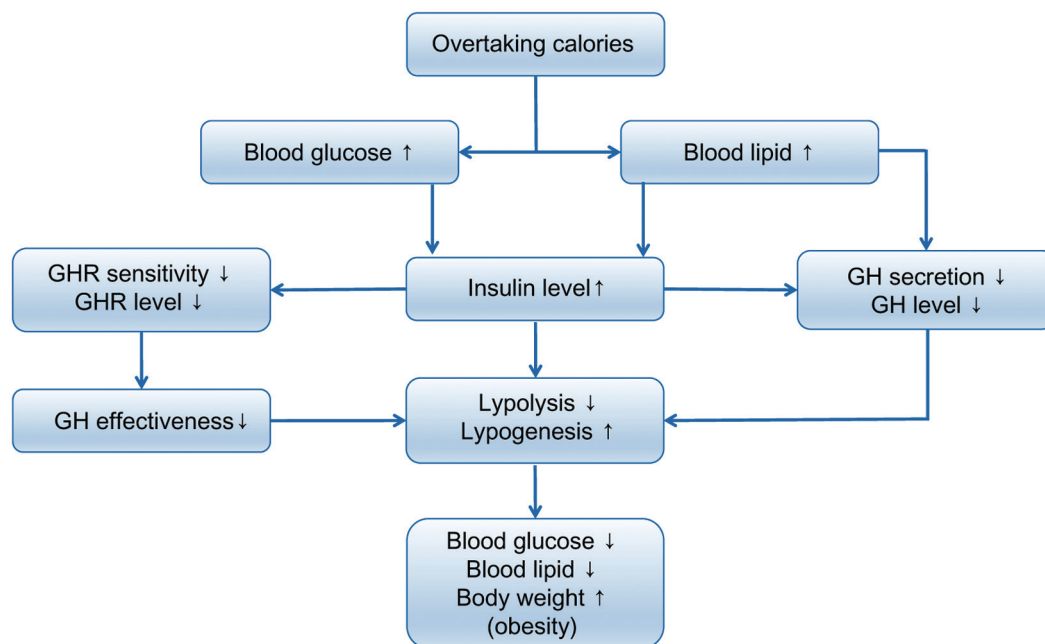 Overtaking calories
Blood glucose ↑
Blood lipid ↑
GHR sensitivity ↓
GHR level ↓
Insulin level↑
GH secretion ↓
GH level ↓
GH effectiveness↓
Lypolysis ↓
Lypogenesis ↑
Blood glucose ↓
Blood lipid ↓
Body weight ↑
(obesity)